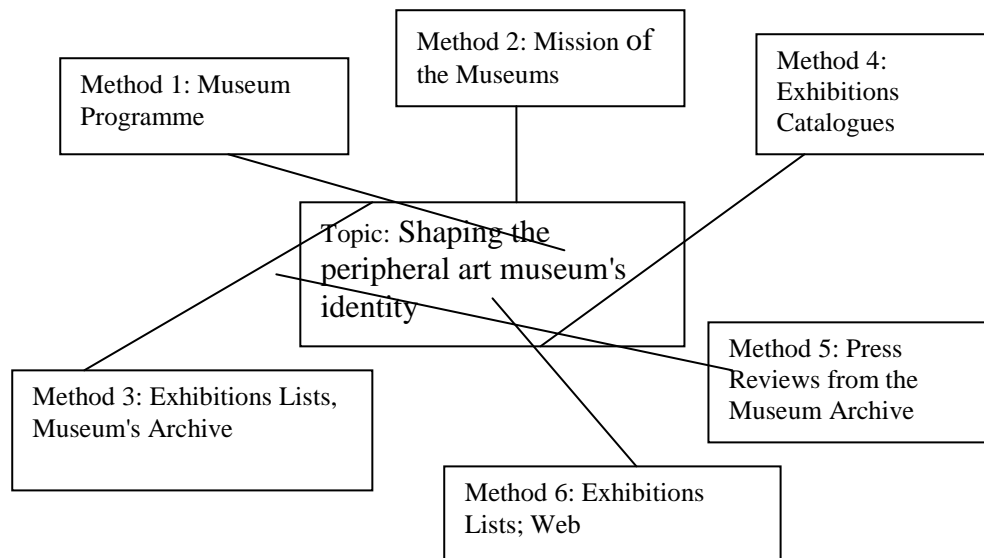 Method 1: Museum
Programme
Method 2: Mission of
the Museums
Method 4:
Exhibitions
Catalogues
Topic: Shaping the
peripheral art museum's
identity
Method 3: Exhibitions Lists,
Museum's Archive
Method 5: Press
Reviews from the
Museum Archive
Method 6: Exhibitions
Lists; Web